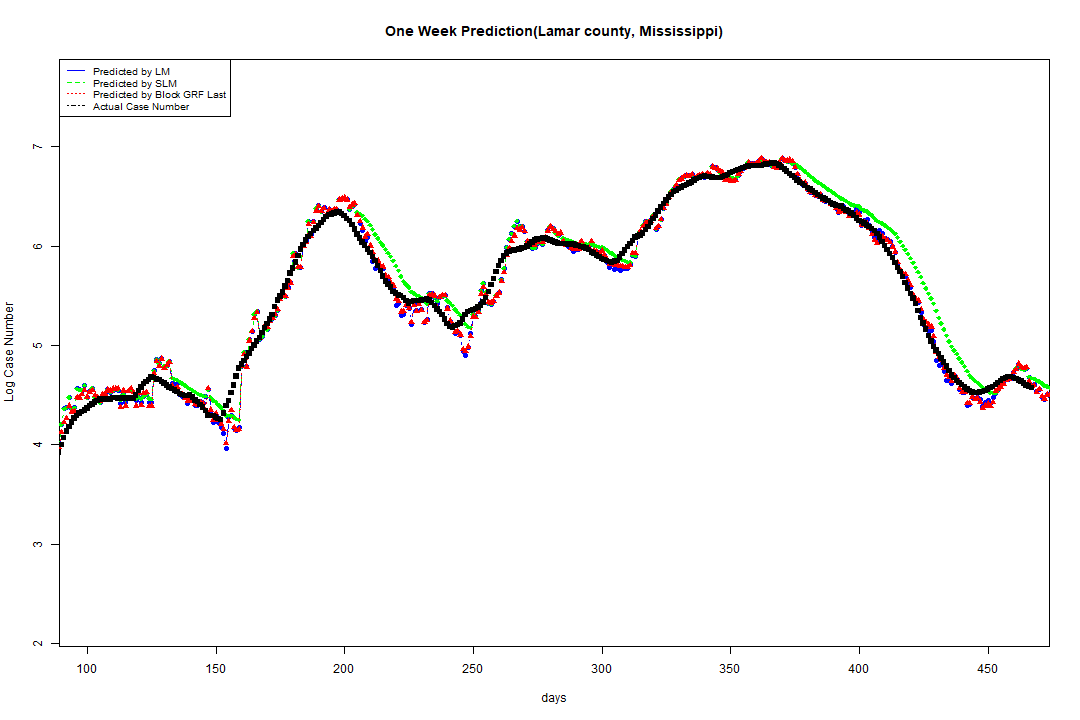 One Week Prediction(Lamar county, Mississippi)
Predicted by LM
Predicted by SLM
Predicted by Block GRF Last
Actual Case Number
7
6
5
4
3
2
Log Case Number
100 150 200 250 300 350 400 450
days